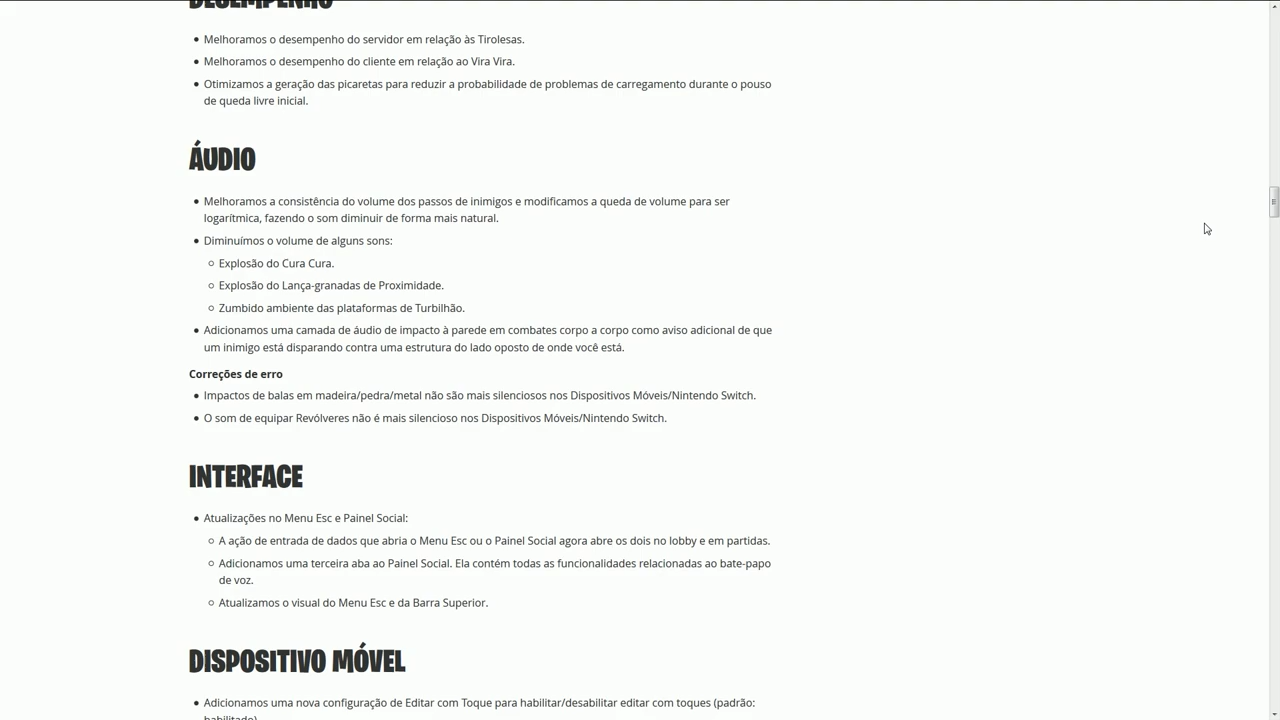 DESEMPENHO
• Melhoramos o desempenho do servidor em relação às Tirolesas.
• Melhoramos o desempenho do cliente em relação ao Vira Vira.
• Otimizamos a geração das picaretas para reduzir a probabilidade de problemas de carregamento durante o pouso
de queda livre inicial.
ÁUDIO
• Melhoramos a consistência do volume dos passos de inimigos e modificamos a queda de volume para ser
logarítmica, fazendo o som diminuir de forma mais natural.
• Diminuímos o volume de alguns sons:
○ Explosão do Cura Cura.
○ Explosão do Lança-granadas de Proximidade.
○ Zumbido ambiente das plataformas de Turbilhão.
• Adicionamos uma camada de áudio de impacto à parede em combates corpo a corpo como aviso adicional de que
um inimigo está disparando contra uma estrutura do lado oposto de onde você está.
Correções de erro
• Impactos de balas em madeira/pedra/metal não são mais silenciosos nos Dispositivos Móveis/Nintendo Switch.
• O som de equipar Revólveres não é mais silencioso nos Dispositivos Móveis/Nintendo Switch.
INTERFACE
• Atualizações no Menu Esc e Painel Social:
○ A ação de entrada de dados que abria o Menu Esc ou o Painel Social agora abre os dois no lobby e em partidas.
○ Adicionamos uma terceira aba ao Painel Social. Ela contém todas as funcionalidades relacionadas ao bate-papo
de voz.
○ Atualizamos o visual do Menu Esc e da Barra Superior.
DISPOSITIVO MÓVEL
• Adicionamos uma nova configuração de Editar com Toque para habilitar/desabilitar editar com toques (padrão:
habilitado)